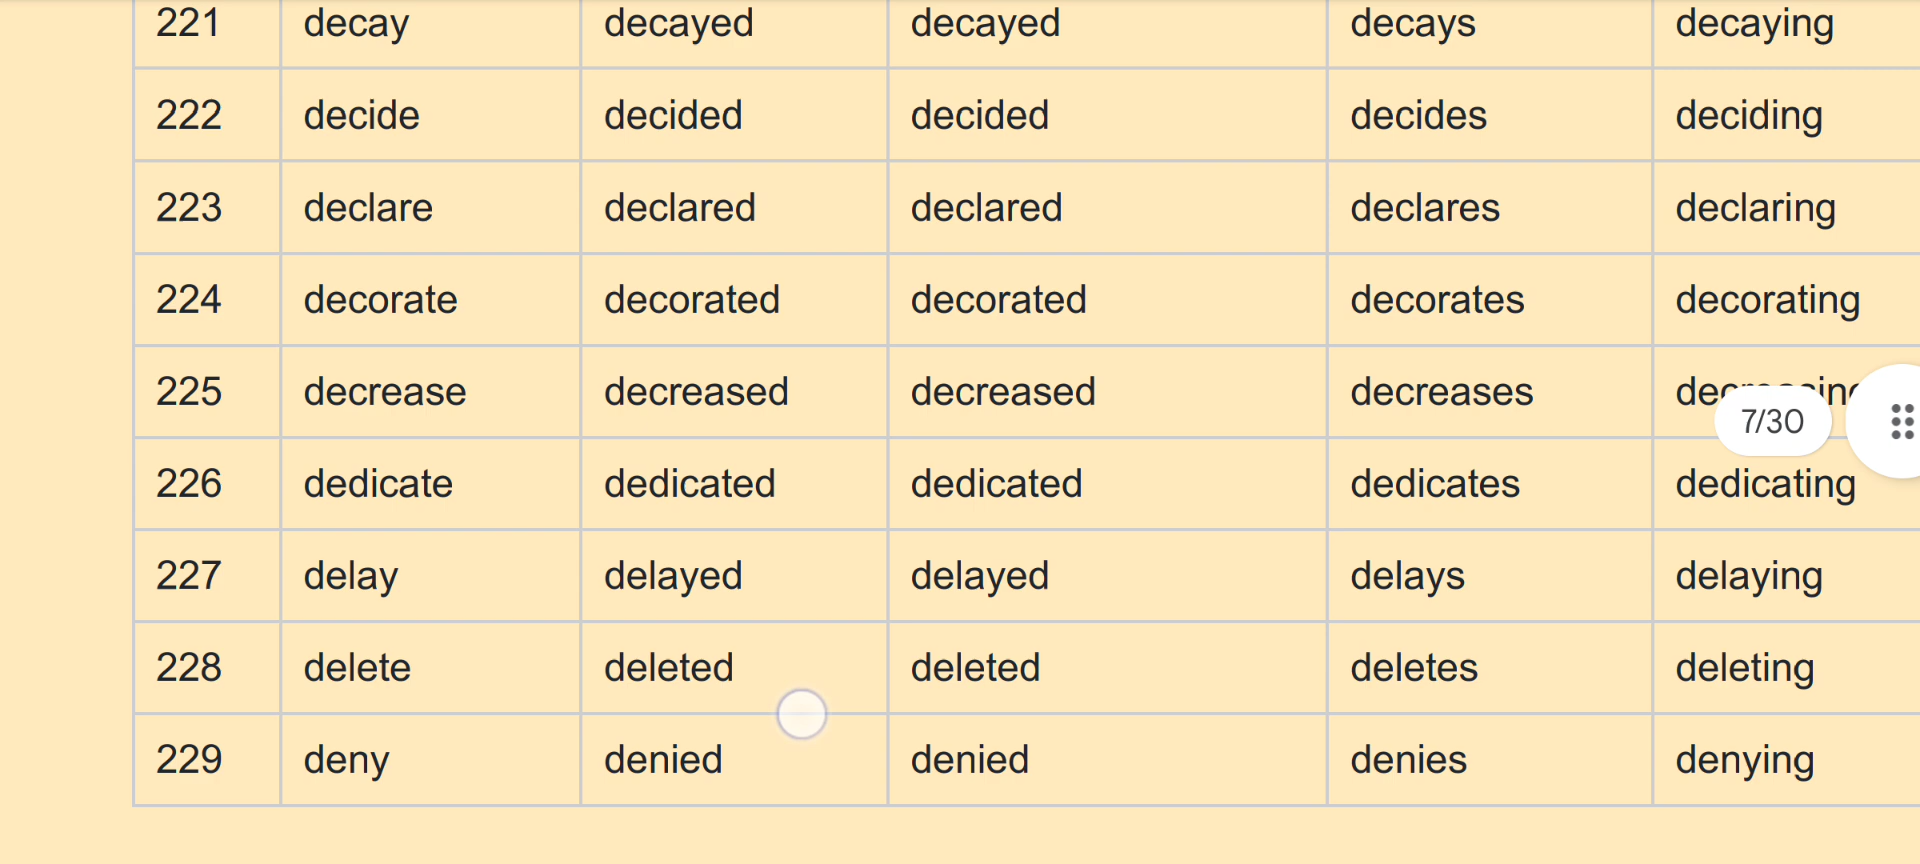 221 decay decayed decayed decays decaying
222 decide decided decided decides deciding
223 declare declared declared declares declaring
224 decorate decorated decorated decorates decorating
225 decrease decreased decreased decreases
7/30
226 dedicate dedicated dedicated dedicates dedicating
227 delay delayed delayed delays delaying
228 delete deleted deleted deletes deleting
229 deny denied denied denies denying